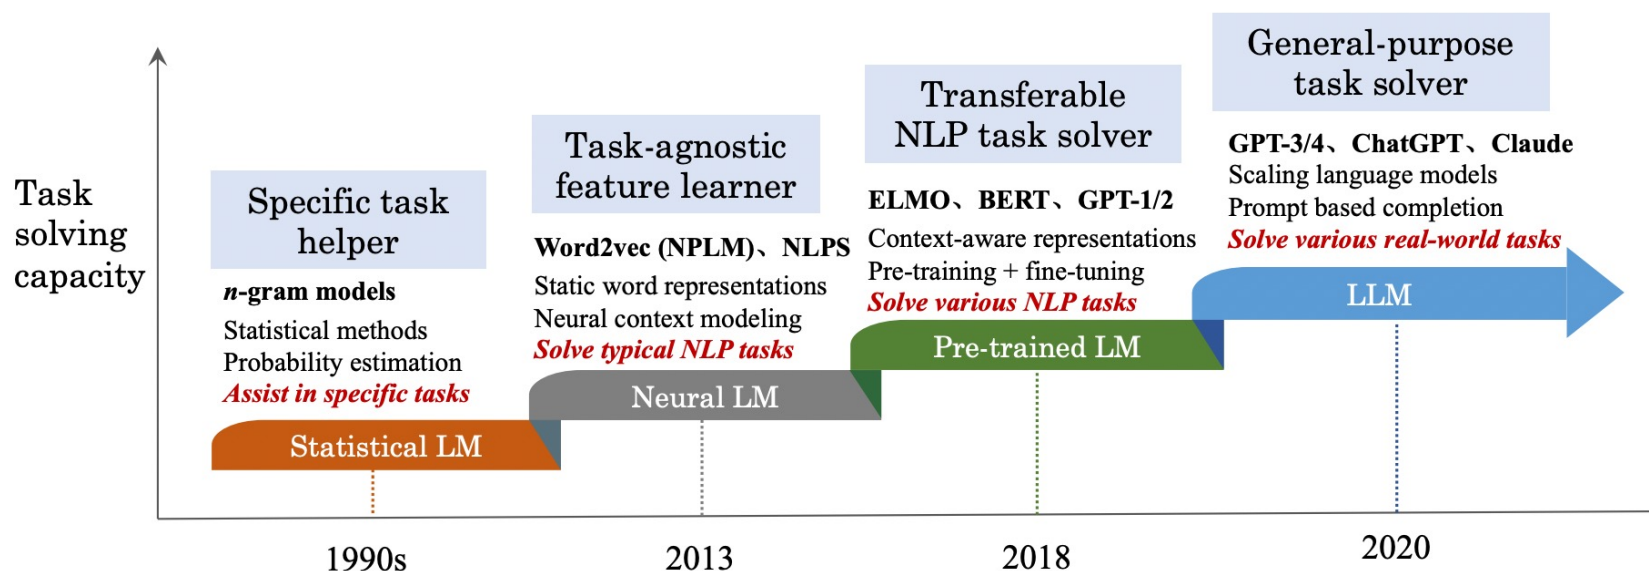 Task
solving
capacity
Specific task
helper
n-gram models
Statistical methods
Probability estimation
Assist in specific tasks
Statistical LM
1990s
Task-agnostic
feature learner
Word2vec (NPLM)、NLPS
Static word representations
Neural context modeling
Solve typical NLP tasks
Neural LM
2013
Transferable
NLP task solver
ELMO、BERT、GPT-1/2
Context-aware representations
Pre-training + fine-tuning
Solve various NLP tasks
Pre-trained LM
2018
General-purpose
task solver
GPT-3/4、ChatGPT、Claude
Scaling language models
Prompt based completion
Solve various real-world tasks
LLM
2020